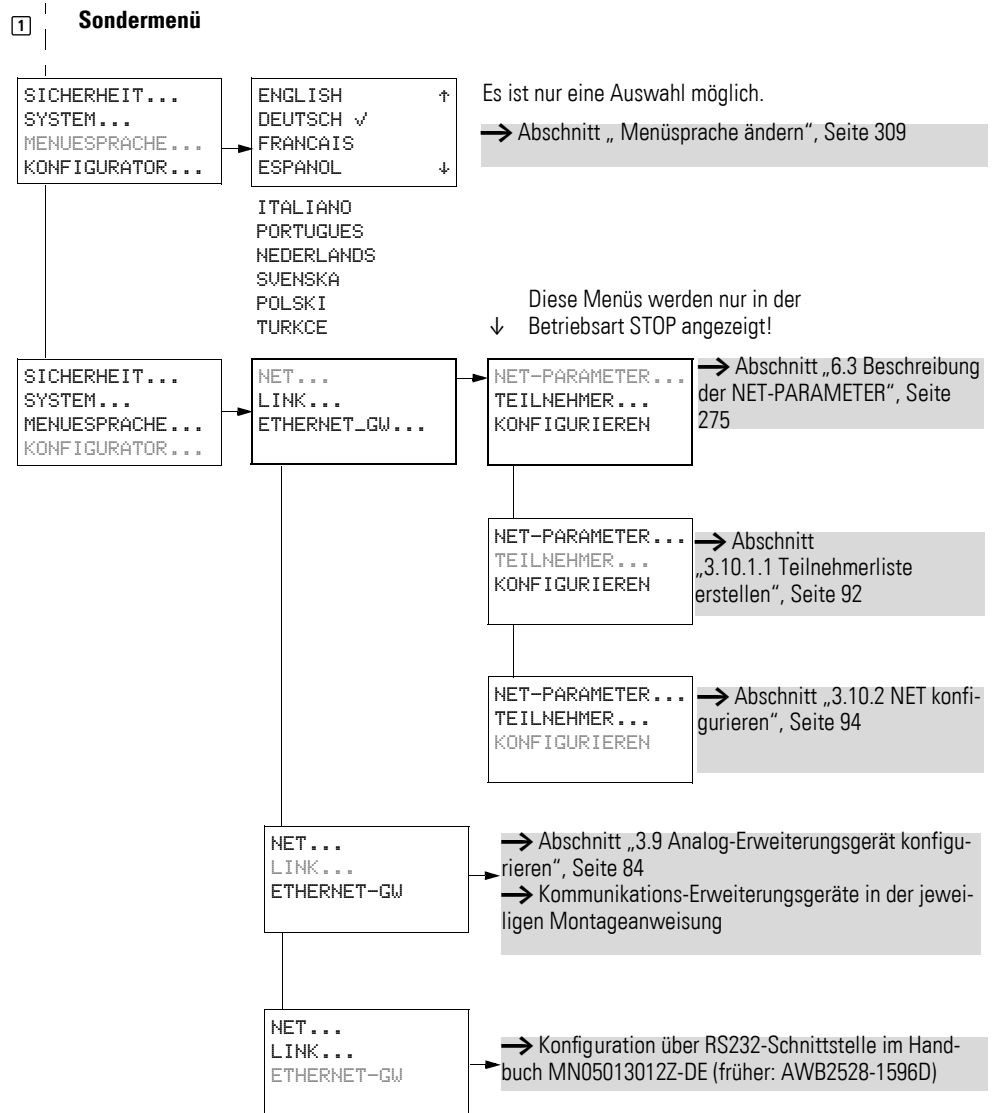 1
Sondermenü
SICHERHEIT...
SYSTEM...
MENUESPRACHE...
KONFIGURATOR...
ENGLISH ↑
DEUTSCH √
FRANCAIS
ESPANOL ↓
Es ist nur eine Auswahl möglich.
→ Abschnitt „ Menüsprache ändern“, Seite 309
ITALIANO
PORTUGUES
NEDERLANDS
SVENSKA
POLSKI
TURKCE
Diese Menüs werden nur in der
↓ Betriebsart STOP angezeigt!
SICHERHEIT...
SYSTEM...
MENUESPRACHE...
KONFIGURATOR...
NET...
LINK...
ETHERNET_GW...
NET-PARAMETER...
TEILNEHMER...
KONFIGURIEREN
→ Abschnitt „6.3 Beschreibung
der NET-PARAMETER“, Seite
275
NET-PARAMETER...
TEILNEHMER...
KONFIGURIEREN
→ Abschnitt
„3.10.1.1 Teilnehmerliste
erstellen“, Seite 92
NET-PARAMETER...
TEILNEHMER...
KONFIGURIEREN
→ Abschnitt „3.10.2 NET konfi-
gurieren“, Seite 94
NET...
LINK...
ETHERNET-GW
→ Abschnitt „3.9 Analog-Erweiterungsgerät konfigu-
rieren“, Seite 84
→ Kommunikations-Erweiterungsgeräte in der jewei-
ligen Montageanweisung
NET...
LINK...
ETHERNET-GW
→ Konfiguration über RS232-Schnittstelle im Hand-
buch MN05013012Z-DE (früher: AWB2528-1596D)